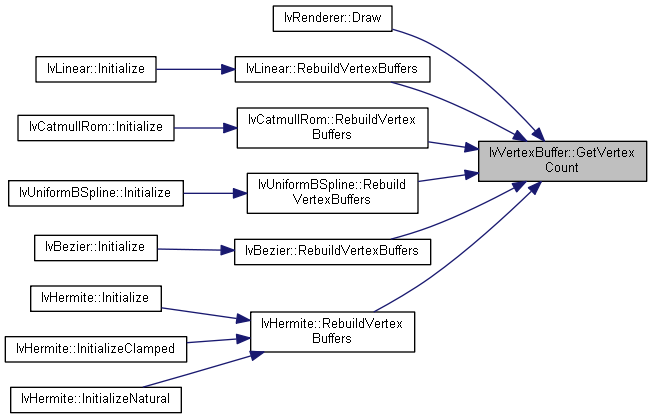 IvRenderer::Draw
IvLinear::Initialize
IvLinear::RebuildVertexBuffers
IvCatmullRom::Initialize
IvCatmullRom::RebuildVertex
Buffers
IvVertexBuffer::GetVertex
Count
IvUniformBSpline::Initialize
IvUniformBSpline::Rebuild
VertexBuffers
IvBezier::Initialize
IvBezier::RebuildVertexBuffers
IvHermite::Initialize
IvHermite::RebuildVertex
Buffers
IvHermite::InitializeClamped
IvHermite::InitializeNatural